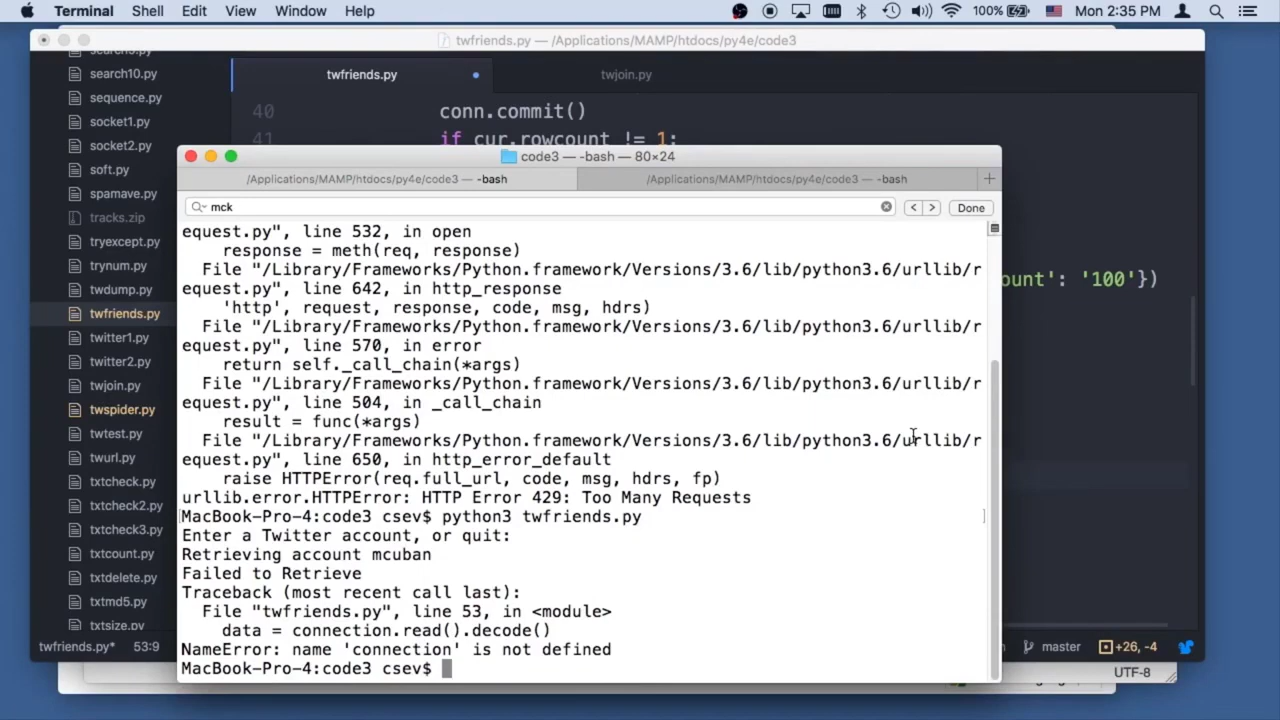 Terminal Shell Edit View Window Help 100% Mon 2:35 PM
twfriends.py — /Applications/MAMP/htdocs/py4e/code3
search10.py
sequence.py
socket1.py
socket2.py
soft.py
spamave.py
tracks.zip
tryexcept.py
trynum.py
twdump.py
twfriends.py
twitter1.py
twitter2.py
twjoin.py
twspider.py
twtest.py
twurl.py
txtcheck.py
txtcheck2.py
txtcheck3.py
txtcount.py
txtdelete.py
txtmd5.py
txtsize.py
twfriends.py twjoin.py
40 conn.commit()
41 if cur.rowcount != 1:
ount': '100'})
code3 — -bash — 80×24
/Applications/MAMP/htdocs/py4e/code3 — -bash /Applications/MAMP/htdocs/py4e/code3 — -bash
mck Done
equest.py", line 532, in open
response = meth(req, response)
File "/Library/Frameworks/Python.framework/Versions/3.6/lib/python3.6/urllib/r
equest.py", line 642, in http_response
'http', request, response, code, msg, hdrs)
File "/Library/Frameworks/Python.framework/Versions/3.6/lib/python3.6/urllib/r
equest.py", line 570, in error
return self._call_chain(*args)
File "/Library/Frameworks/Python.framework/Versions/3.6/lib/python3.6/urllib/r
equest.py", line 504, in _call_chain
result = func(*args)
File "/Library/Frameworks/Python.framework/Versions/3.6/lib/python3.6/urllib/r
equest.py", line 650, in http_error_default
raise HTTPError(req.full_url, code, msg, hdrs, fp)
urllib.error.HTTPError: HTTP Error 429: Too Many Requests
MacBook-Pro-4:code3 csev$ python3 twfriends.py
Enter a Twitter account, or quit:
Retrieving account mcuban
Failed to Retrieve
Traceback (most recent call last):
File "twfriends.py", line 53, in <module>
data = connection.read().decode()
NameError: name 'connection' is not defined
MacBook-Pro-4:code3 csev$
twfriends.py* 53:9 master +26, -4
UTF-8